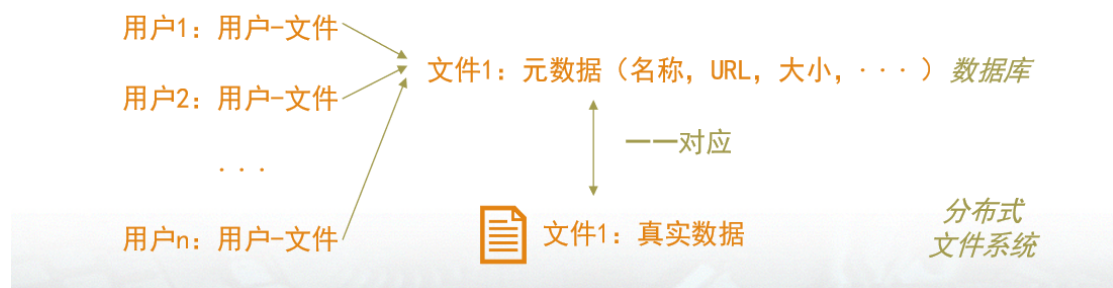 用户1：用户-文件
文件1：元数据（名称，URL，大小，···）数据库
用户2：用户-文件
一一对应
···
用户n：用户-文件
文件1：真实数据
分布式
文件系统